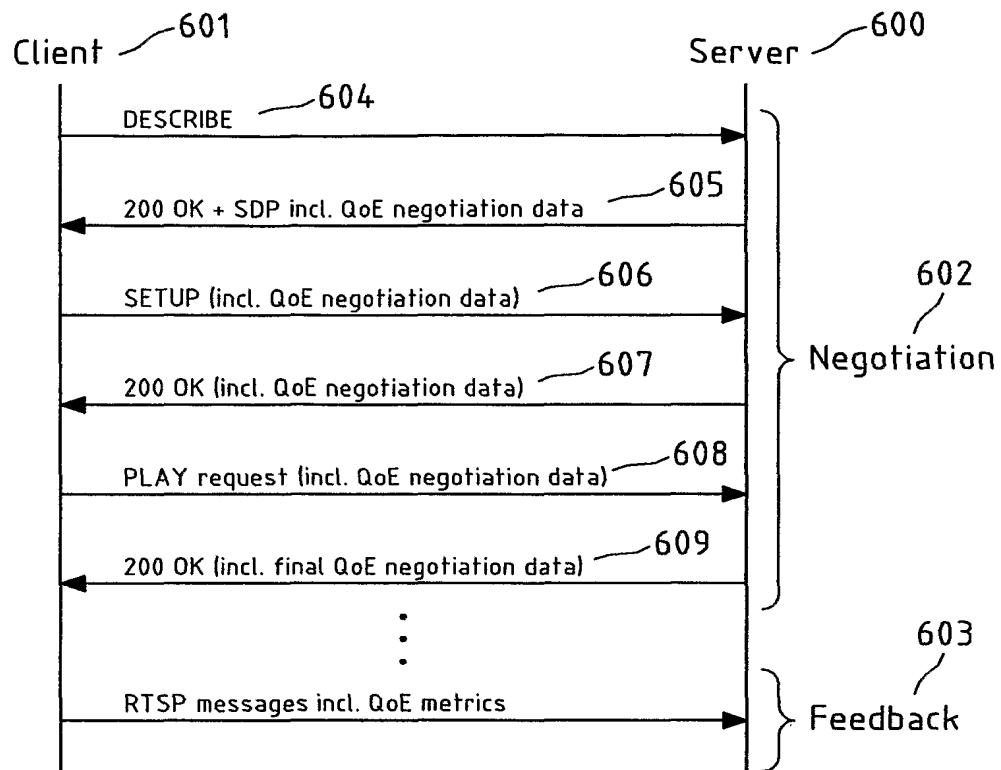 Client 601
Server 600
DESCRIBE 604
200 OK + SDP incl. QoE negotiation data 605
SETUP (incl. QoE negotiation data) 606
602
Negotiation
200 OK (incl. QoE negotiation data) 607
PLAY request (incl. QoE negotiation data) 608
200 OK (incl. final QoE negotiation data) 609
603
RTSP messages incl. QoE metrics
Feedback